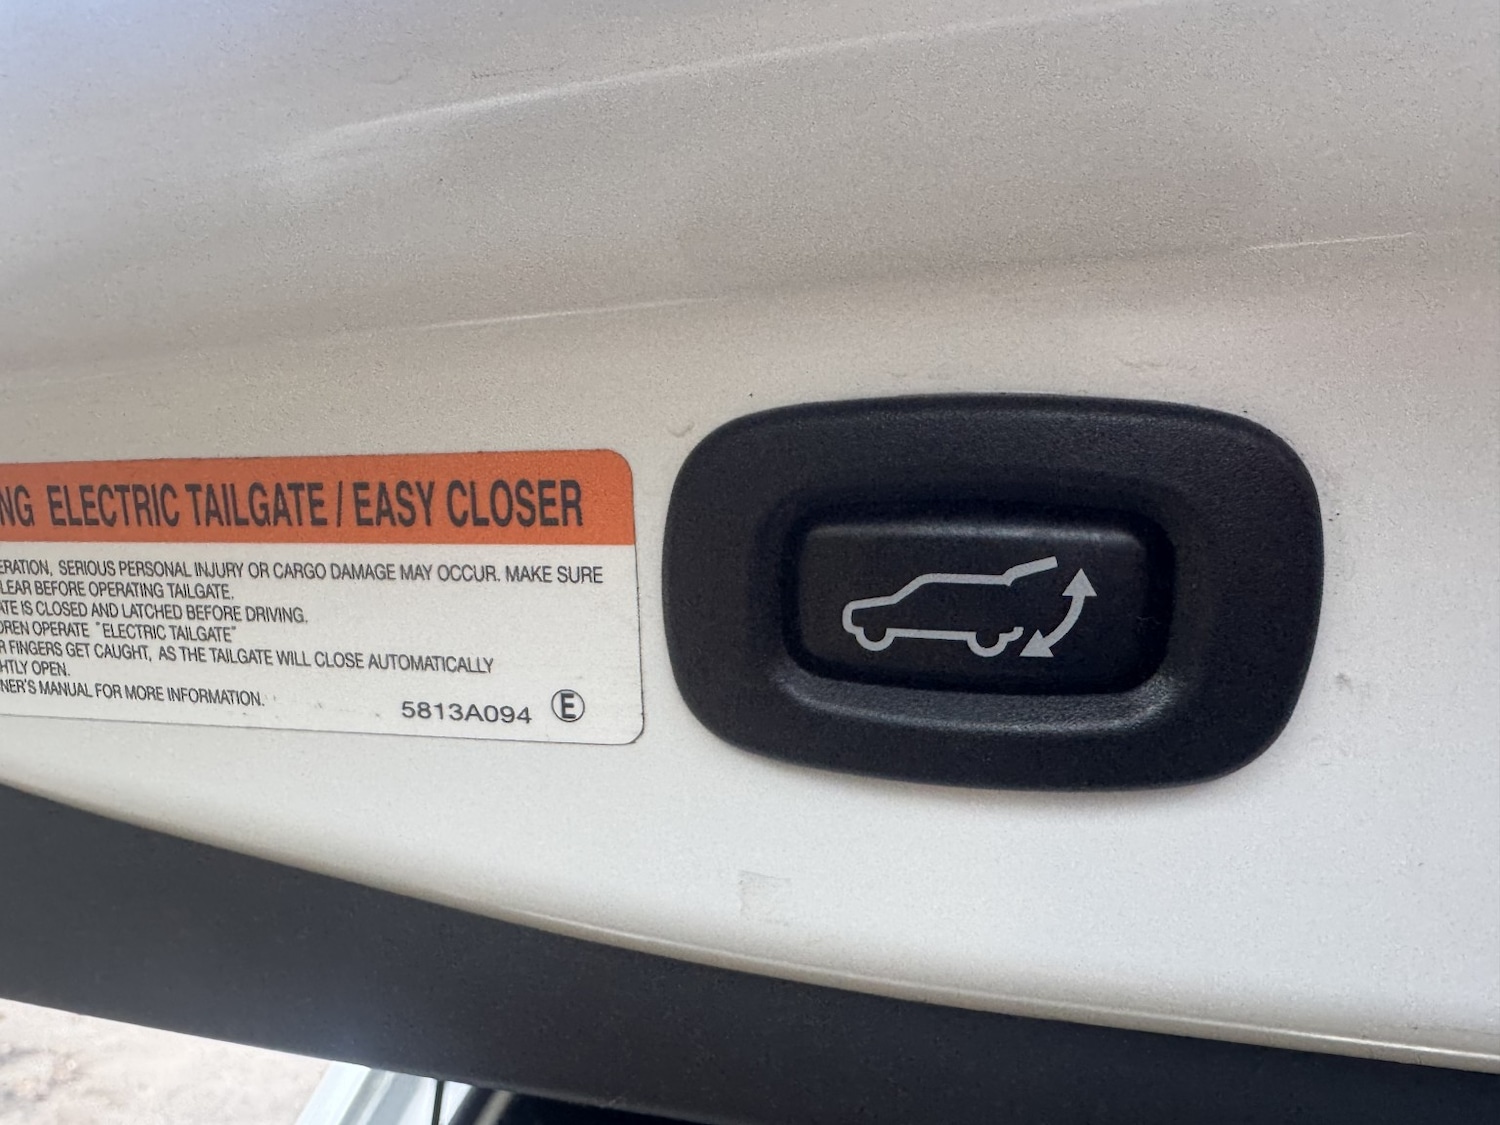 NG ELECTRIC TAILGATE / EASY CLOSER
ERATION, SERIOUS PERSONAL INJURY OR CARGO DAMAGE MAY OCCUR. MAKE SURE
LEAR BEFORE OPERATING TAILGATE.
ATE IS CLOSED AND LATCHED BEFORE DRIVING.
DREN OPERATE "ELECTRIC TAILGATE"
R FINGERS GET CAUGHT, AS THE TAILGATE WILL CLOSE AUTOMATICALLY
HTLY OPEN.
NER'S MANUAL FOR MORE INFORMATION.
5813A094 E